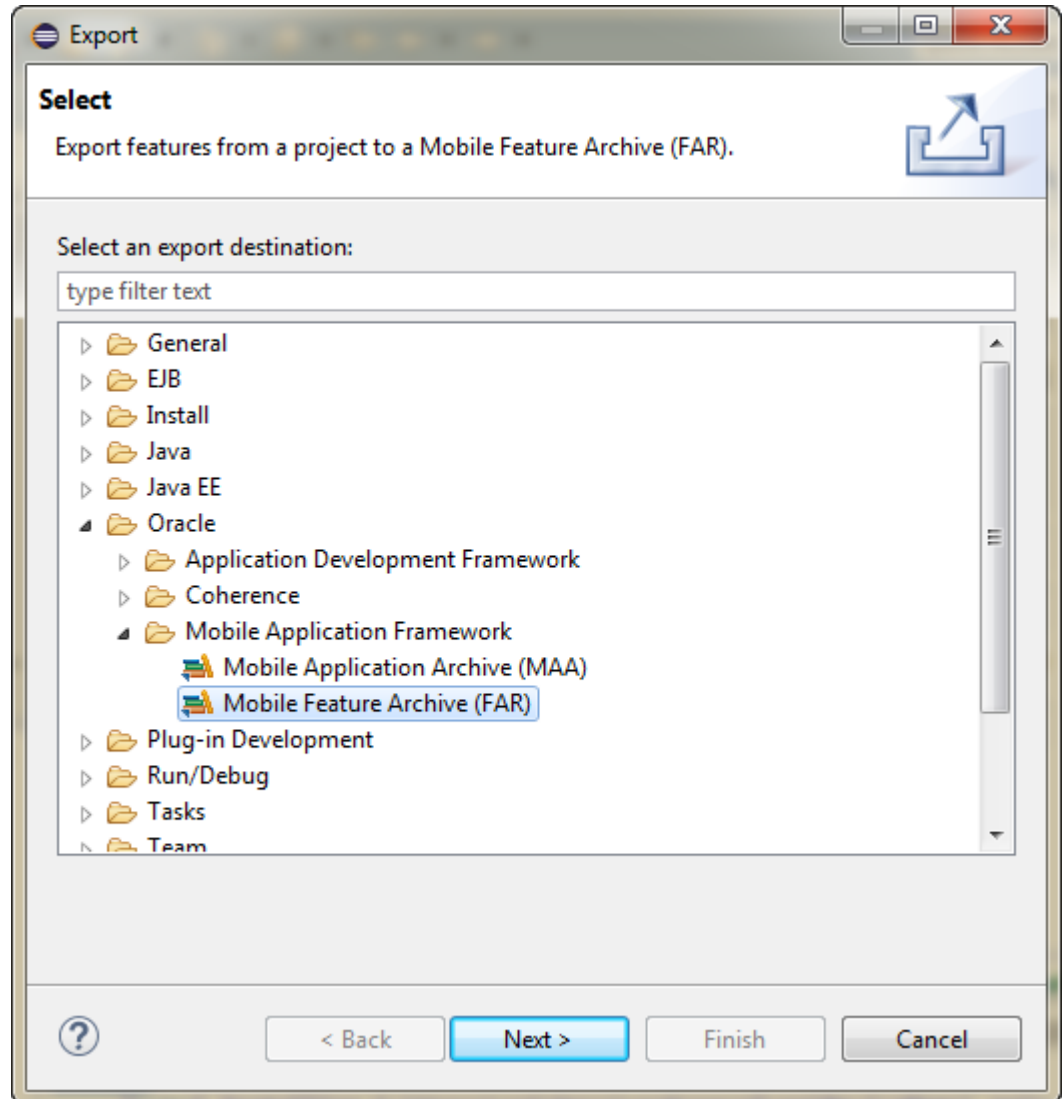 Export
Select
Export features from a project to a Mobile Feature Archive (FAR).
Select an export destination:
type filter text
General
EJB
Install
Java
Java EE
Oracle
Application Development Framework
Coherence
Mobile Application Framework
Mobile Application Archive (MAA)
Mobile Feature Archive (FAR)
Plug-in Development
Run/Debug
Tasks
Team
< Back Next > Finish Cancel